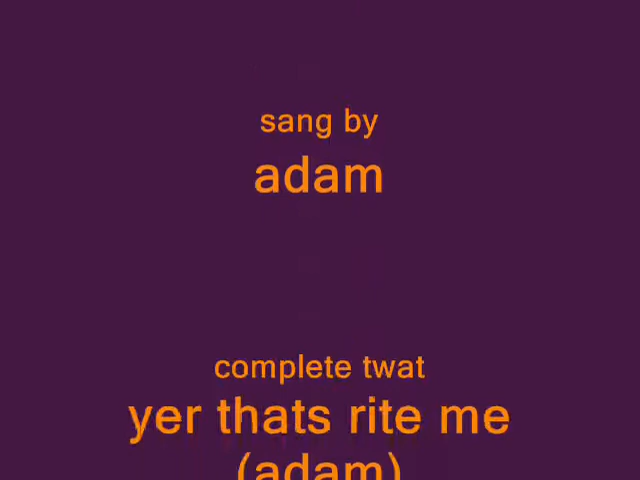 sang by
adam
complete twat
yer thats rite me
(adam)